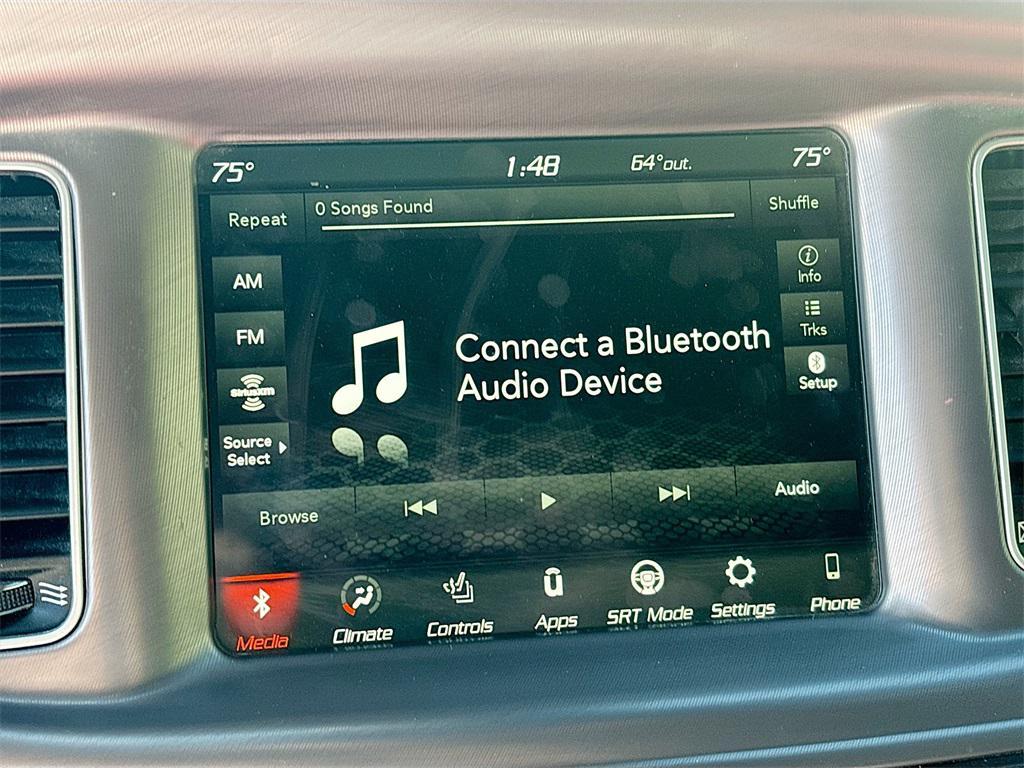 75°
1:48
64°out.
75°
Repeat
0 Songs Found
Shuffle
AM
FM
SiriusXM
Source
Select
Connect a Bluetooth
Audio Device
Info
Trks
Setup
Browse
Audio
Media
Climate
Controls
Apps
SRT Mode
Settings
Phone